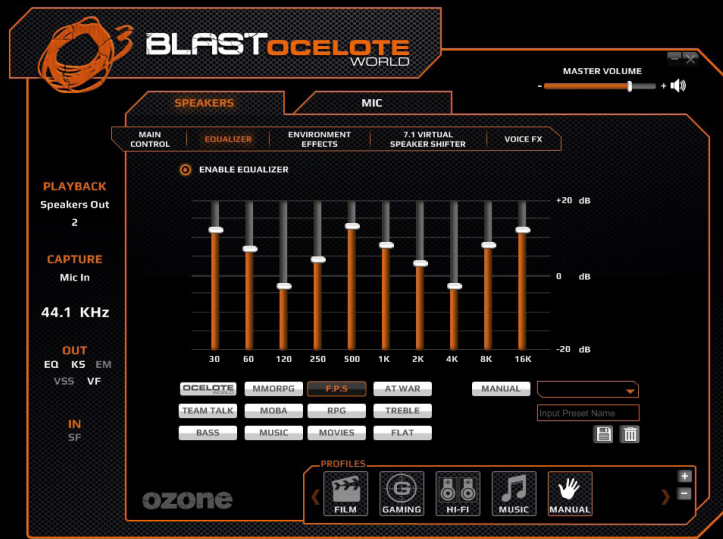 3 BLAST OCELOTE
WORLD
MASTER VOLUME
- +
SPEAKERS MIC
MAIN CONTROL EQUALIZER ENVIRONMENT EFFECTS 7.1 VIRTUAL SPEAKER SHIFTER VOICE FX
ENABLE EQUALIZER
PLAYBACK
Speakers Out
2
CAPTURE
Mic In
44.1 KHz
OUT
EQ KS EM
VSS VF
IN
SF
+20 dB
0 dB
-20 dB
30 60 120 250 500 1K 2K 4K 8K 16K
OCELOTE WORLD MMORPG F.P.S AT WAR MANUAL
TEAM TALK MOBA RPG TREBLE Input Preset Name
BASS MUSIC MOVIES FLAT
PROFILES
ozone
FILM GAMING HI-FI MUSIC MANUAL
+
-